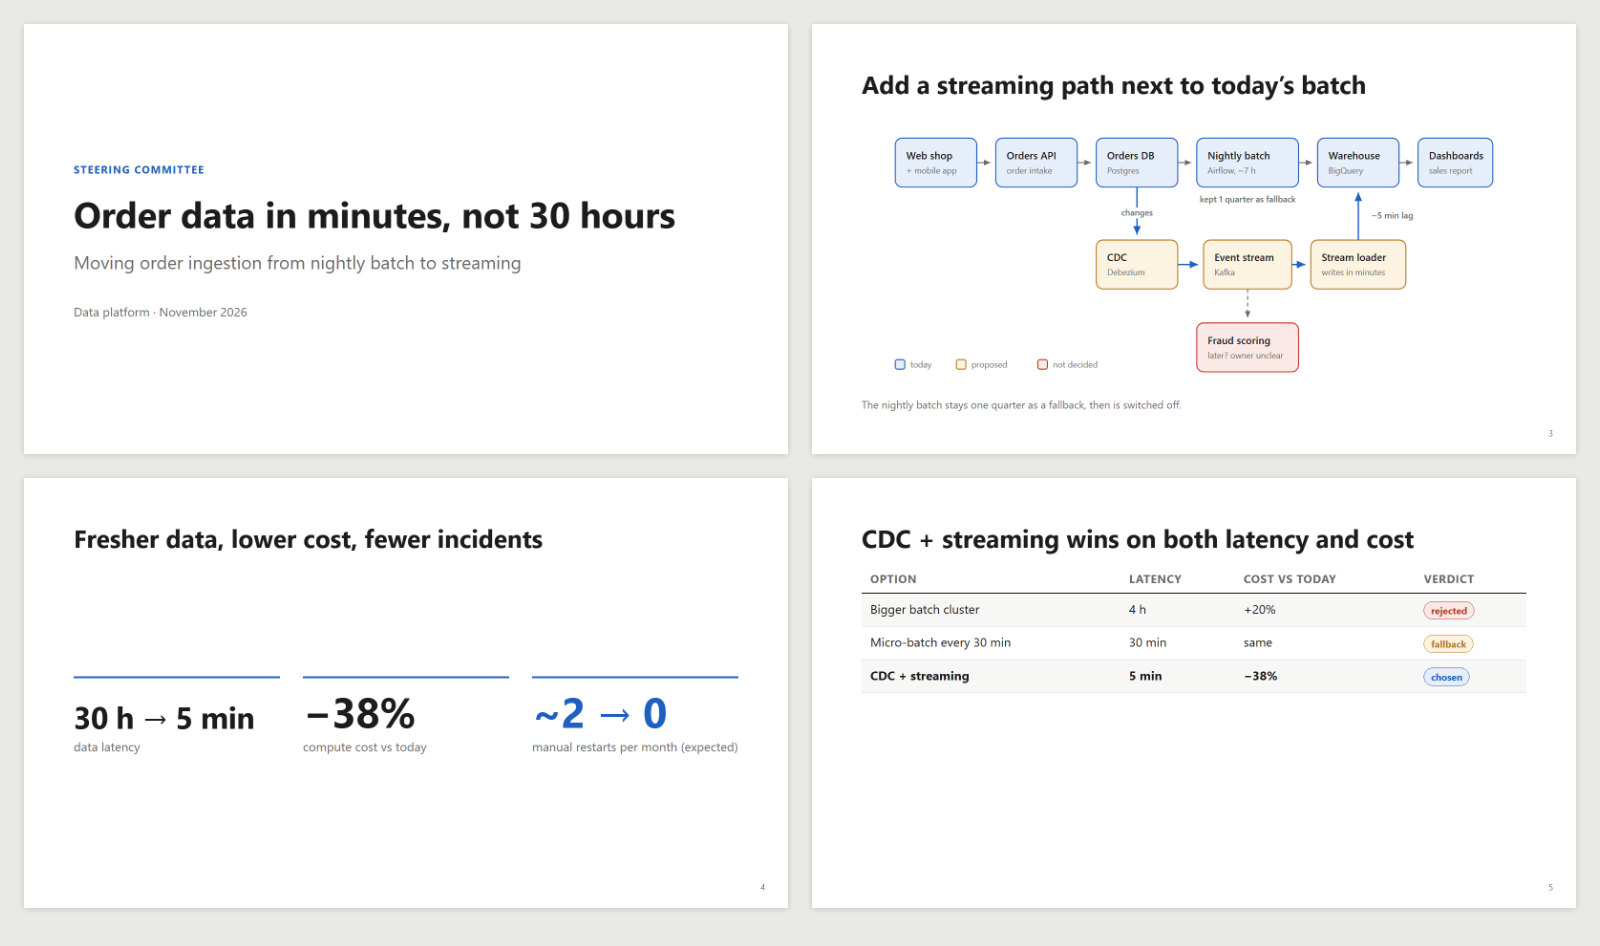 STEERING COMMITTEE
Order data in minutes, not 30 hours
Moving order ingestion from nightly batch to streaming
Data platform · November 2026
Add a streaming path next to today’s batch
Web shop
+ mobile app
Orders API
order intake
Orders DB
Postgres
Nightly batch
Airflow, ~7 h
Warehouse
BigQuery
Dashboards
sales report
kept 1 quarter as fallback
changes
~5 min lag
CDC
Debezium
Event stream
Kafka
Stream loader
writes in minutes
Fraud scoring
later? owner unclear
today
proposed
not decided
The nightly batch stays one quarter as a fallback, then is switched off.
3
Fresher data, lower cost, fewer incidents
30 h → 5 min
data latency
−38%
compute cost vs today
~2 → 0
manual restarts per month (expected)
4
CDC + streaming wins on both latency and cost
OPTION LATENCY COST VS TODAY VERDICT
Bigger batch cluster 4 h +20% rejected
Micro-batch every 30 min 30 min same fallback
CDC + streaming 5 min −38% chosen
5